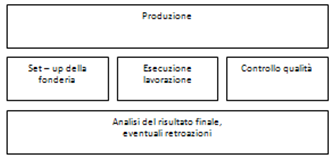 Produzione
Set – up della
fonderia
Esecuzione
lavorazione
Controllo qualità
Analisi del risultato finale,
eventuali retroazioni